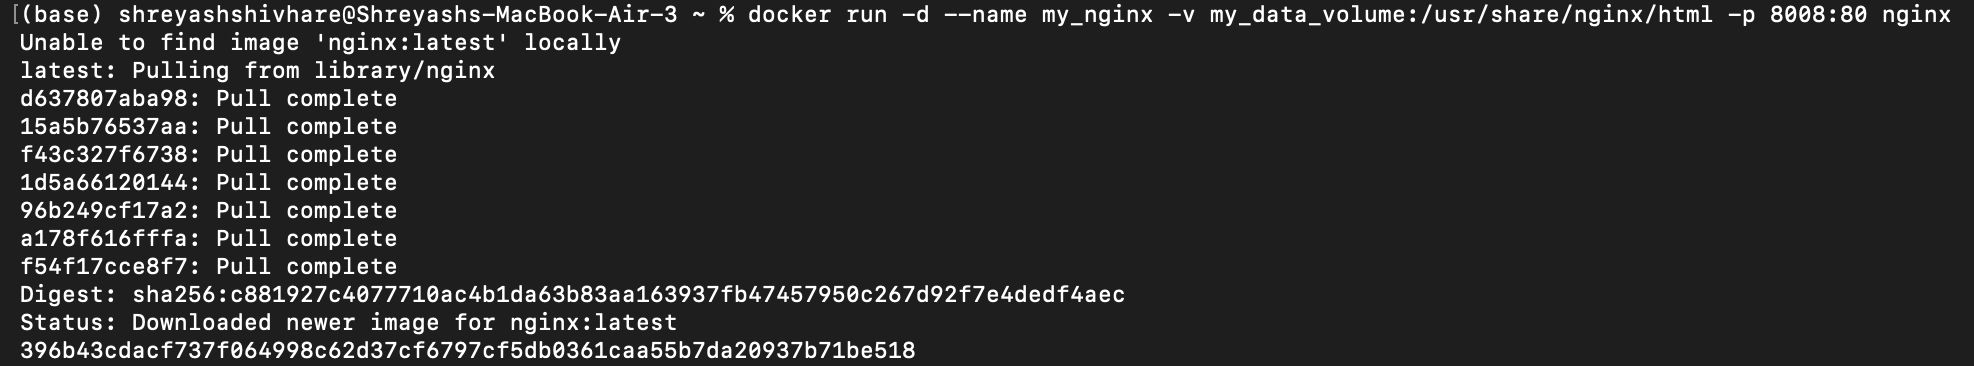 [(base) shreyashshivhare@Shreyashs-MacBook-Air-3 ~ % docker run -d --name my_nginx -v my_data_volume:/usr/share/nginx/html -p 8008:80 nginx
Unable to find image 'nginx:latest' locally
latest: Pulling from library/nginx
d637807aba98: Pull complete
15a5b76537aa: Pull complete
f43c327f6738: Pull complete
1d5a66120144: Pull complete
96b249cf17a2: Pull complete
a178f616fffa: Pull complete
f54f17cce8f7: Pull complete
Digest: sha256:c881927c4077710ac4b1da63b83aa163937fb47457950c267d92f7e4dedf4aec
Status: Downloaded newer image for nginx:latest
396b43cdacf737f064998c62d37cf6797cf5db0361caa55b7da20937b71be518